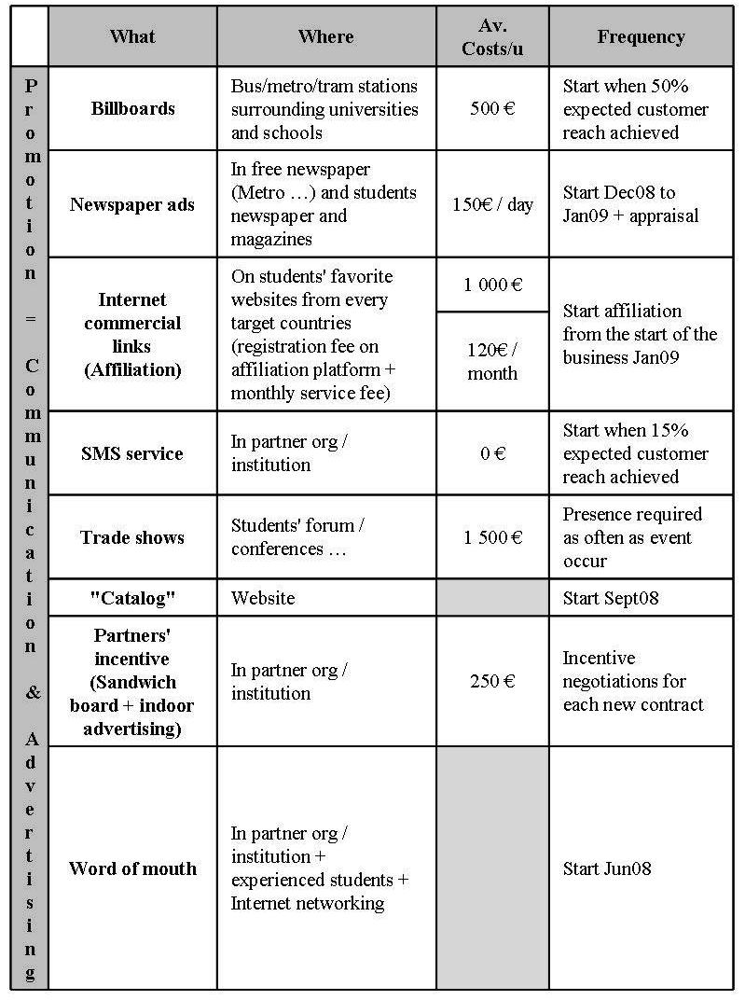 What
Where
Av.
Costs/u
Frequency
Promotion = Communication & Advertising
Billboards
Bus/metro/tram stations
surrounding universities
and schools
500 €
Start when 50%
expected customer
reach achieved
Newspaper ads
In free newspaper
(Metro …) and students
newspaper and
magazines
150€ / day
Start Dec08 to
Jan09 + appraisal
Internet
commercial
links
(Affiliation)
On students' favorite
websites from every
target countries
(registration fee on
affiliation platform +
monthly service fee)
1 000 €
120€ /
month
Start affiliation
from the start of the
business Jan09
SMS service
In partner org /
institution
0 €
Start when 15%
expected customer
reach achieved
Trade shows
Students' forum /
conferences …
1 500 €
Presence required
as often as event
occur
"Catalog"
Website
Start Sept08
Partners'
incentive
(Sandwich
board + indoor
advertising)
In partner org /
institution
250 €
Incentive
negotiations for
each new contract
Word of mouth
In partner org /
institution +
experienced students +
Internet networking
Start Jun08